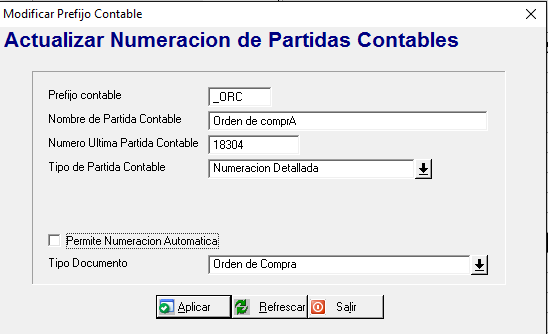 Modificar Prefijo Contable
Actualizar Numeracion de Partidas Contables
Prefijo contable _ORC
Nombre de Partida Contable Orden de comprA
Numero Ultima Partida Contable 18304
Tipo de Partida Contable Numeracion Detallada
Permite Numeracion Automatica
Tipo Documento Orden de Compra
Aplicar Refrescar Salir